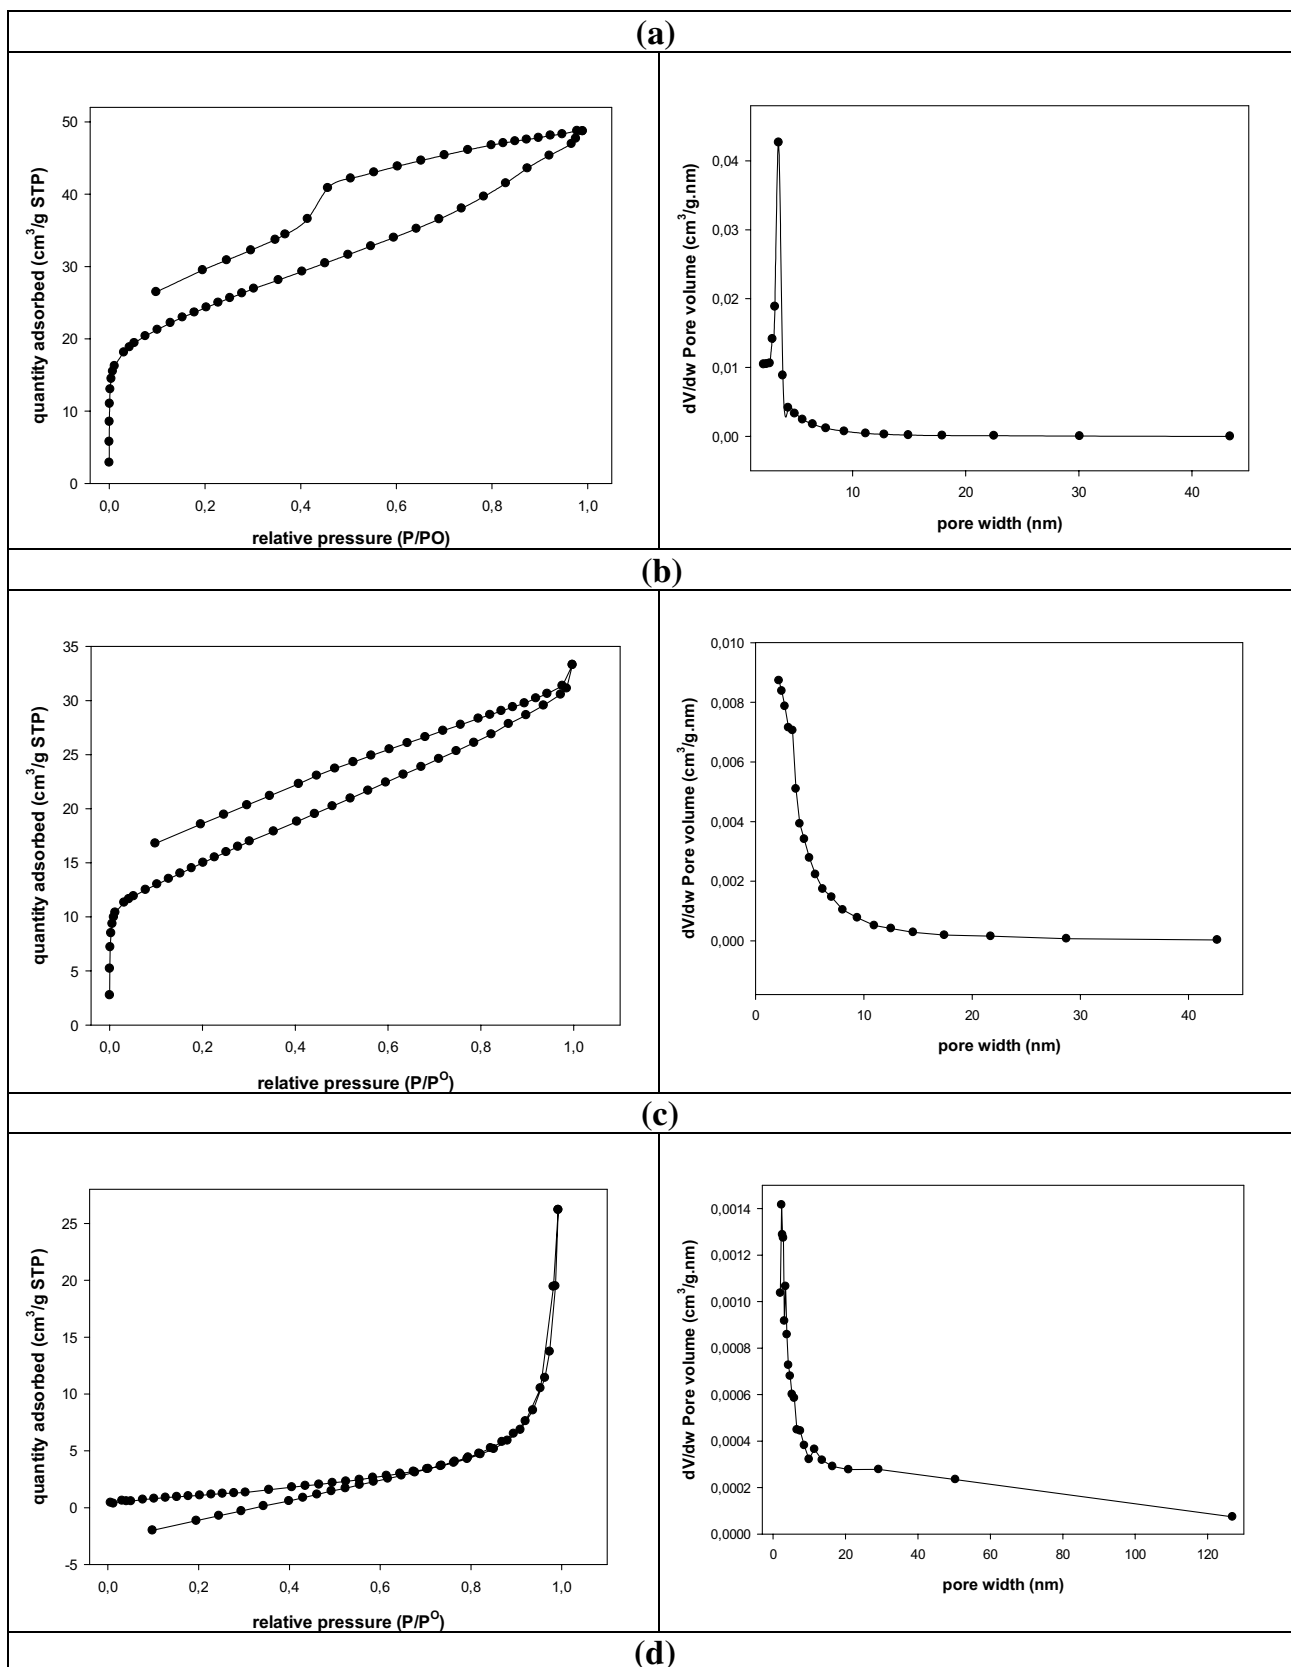 (a)
50
40
30
20
10
0
0,0 0,2 0,4 0,6 0,8 1,0
quantity adsorbed (cm³/g STP)
relative pressure (P/PO)
0,04
0,03
0,02
0,01
0,00
10 20 30 40
dV/dw Pore volume (cm³/g.nm)
pore width (nm)
(b)
35
30
25
20
15
10
5
0
0,0 0,2 0,4 0,6 0,8 1,0
quantity adsorbed (cm³/g STP)
relative pressure (P/P^O)
0,010
0,008
0,006
0,004
0,002
0,000
0 10 20 30 40
dV/dw Pore volume (cm³/g.nm)
pore width (nm)
(c)
25
20
15
10
5
0
-5
0,0 0,2 0,4 0,6 0,8 1,0
quantity adsorbed (cm³/g STP)
relative pressure (P/P^O)
0,0014
0,0012
0,0010
0,0008
0,0006
0,0004
0,0002
0,0000
0 20 40 60 80 100 120
dV/dw Pore volume (cm³/g.nm)
pore width (nm)
(d)